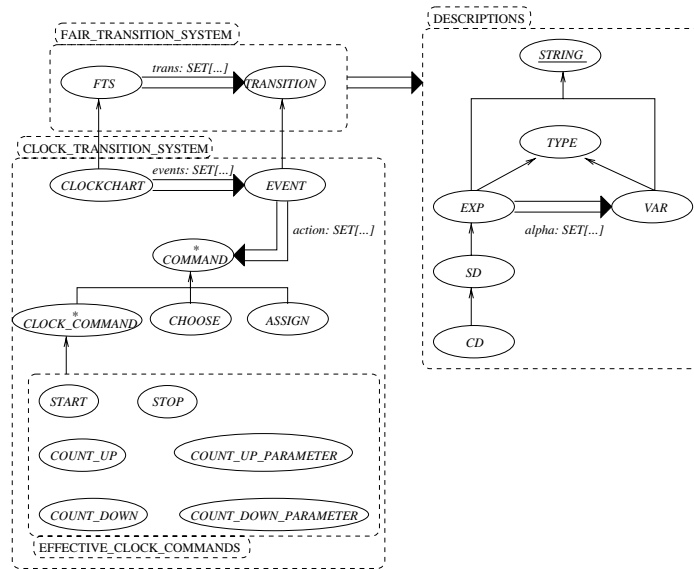 FAIR_TRANSITION_SYSTEM
FTS
trans: SET[...]
TRANSITION
CLOCK_TRANSITION_SYSTEM
CLOCKCHART
events: SET[...]
EVENT
action: SET[...]
*
COMMAND
*
CLOCK_COMMAND
CHOOSE
ASSIGN
START
STOP
COUNT_UP
COUNT_UP_PARAMETER
COUNT_DOWN
COUNT_DOWN_PARAMETER
EFFECTIVE_CLOCK_COMMANDS
DESCRIPTIONS
STRING
TYPE
EXP
alpha: SET[...]
VAR
SD
CD